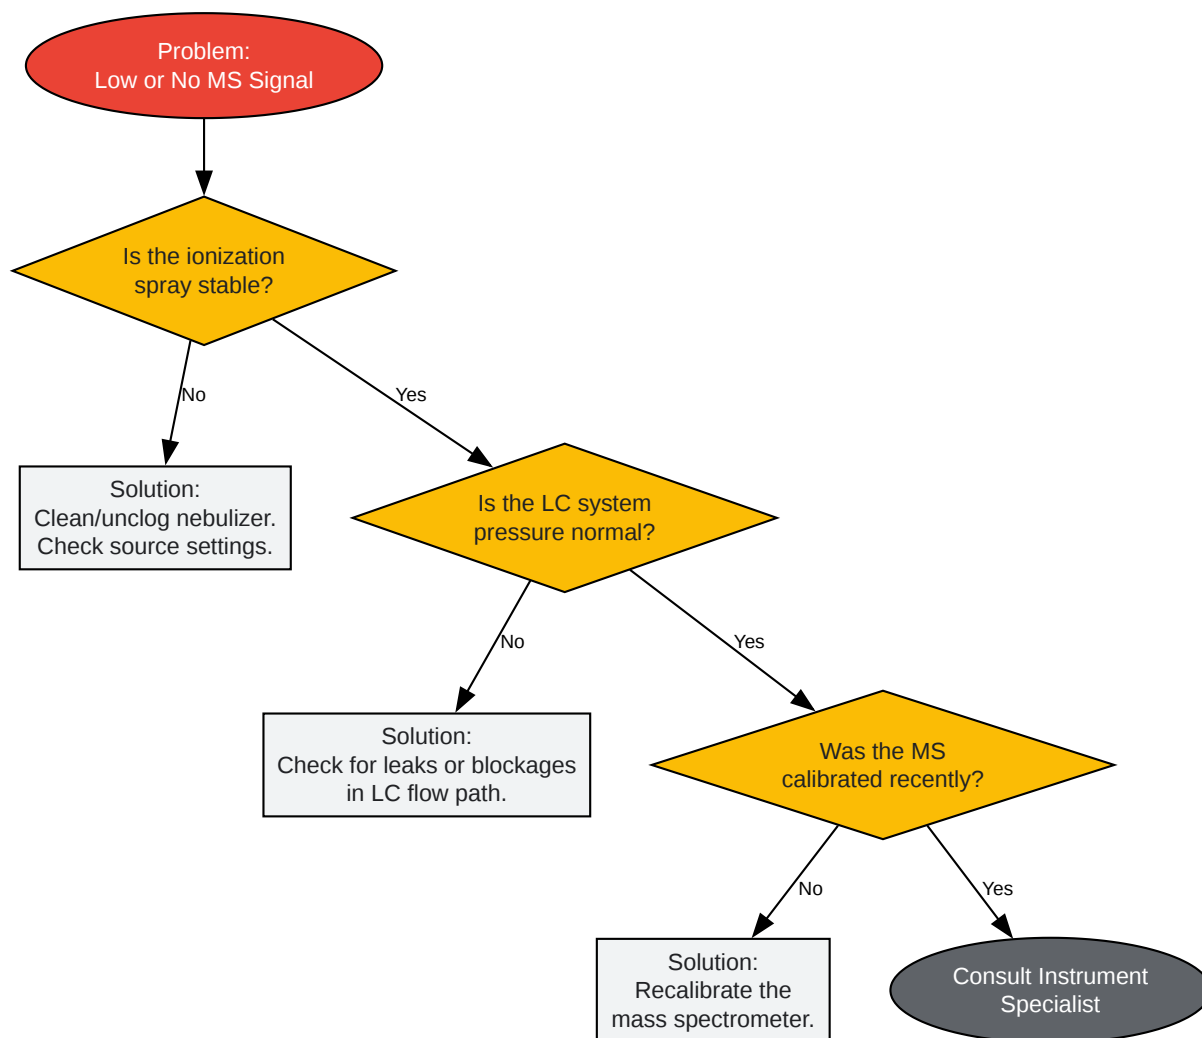 Problem:
Low or No MS Signal
Is the ionization
spray stable?
No
Yes
Solution:
Clean/unclog nebulizer.
Check source settings.
Is the LC system
pressure normal?
No
Yes
Solution:
Check for leaks or blockages
in LC flow path.
Was the MS
calibrated recently?
No
Yes
Solution:
Recalibrate the
mass spectrometer.
Consult Instrument
Specialist